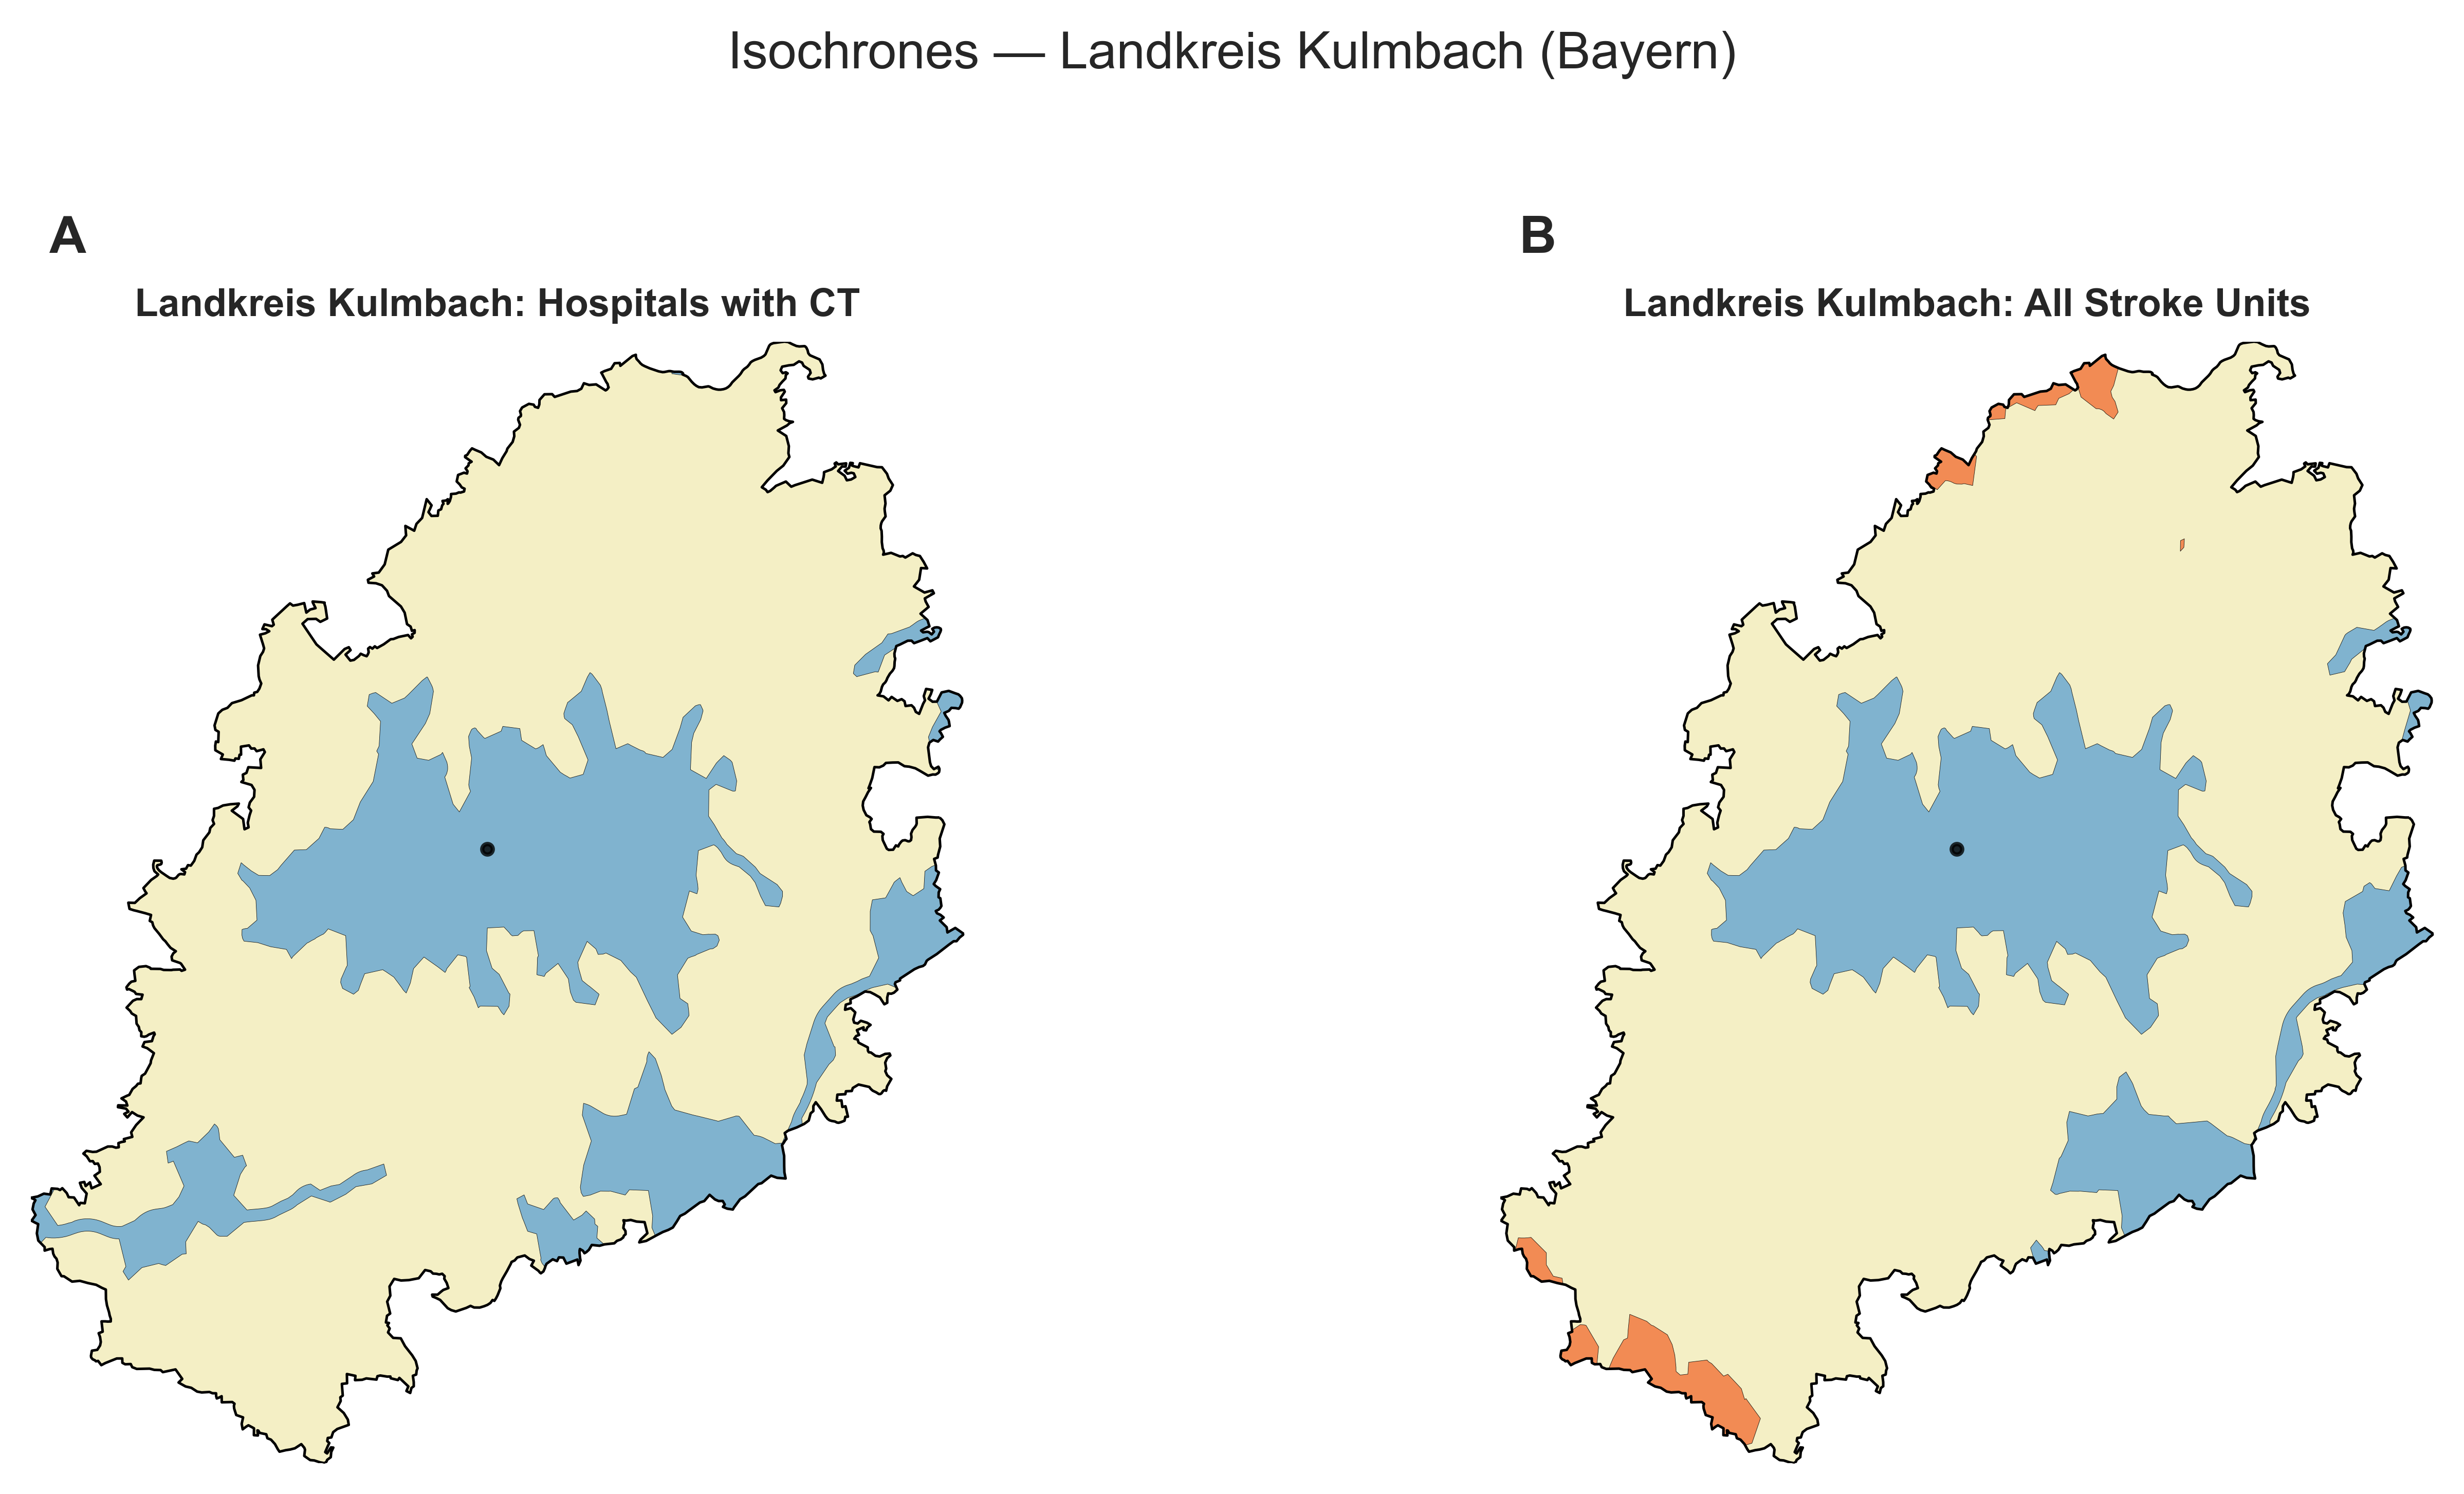 Isochrones — Landkreis Kulmbach (Bayern)
A
B
Landkreis Kulmbach: Hospitals with CT
Landkreis Kulmbach: All Stroke Units